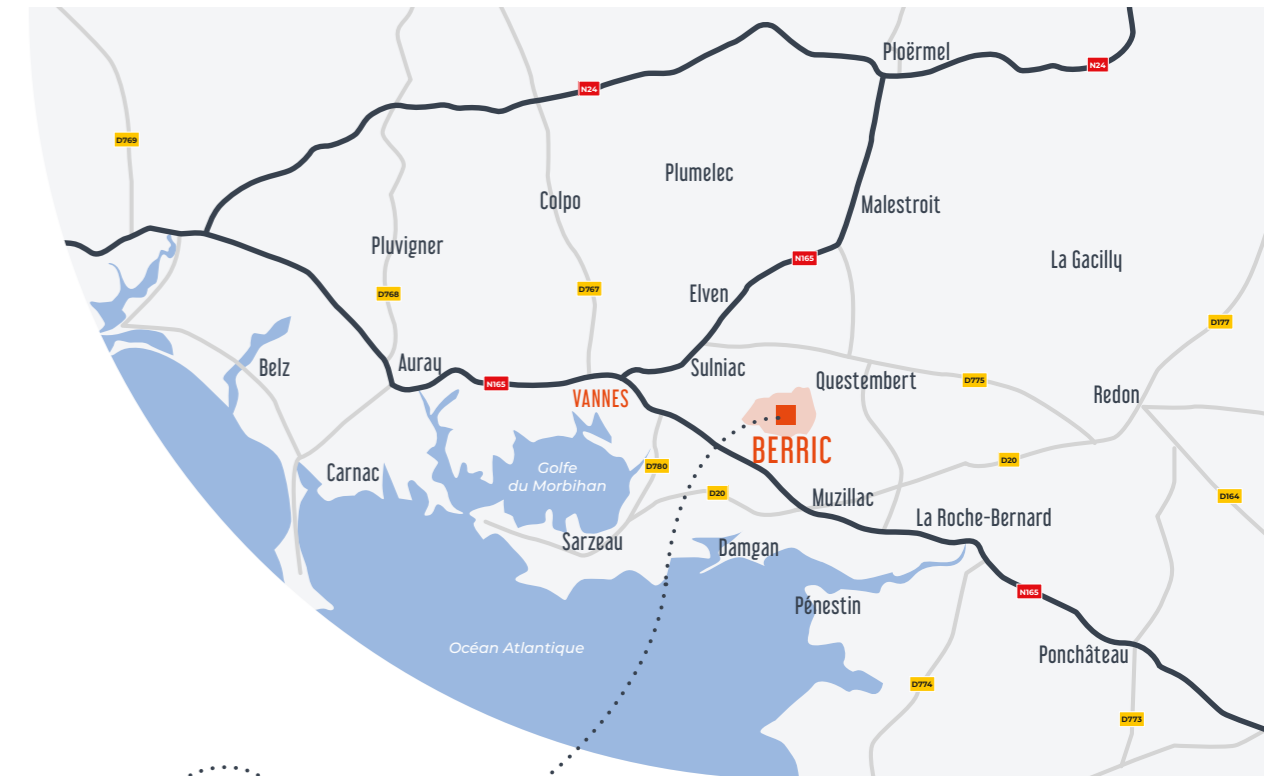 Ploërmel
N24
N24
D769
Plumelec
Colpo
Malestroit
Pluvigner
La Gacilly
N165
D768
D767
Elven
D177
Belz
Auray
Sulniac
Questembert
D775
N165
VANNES
Redon
BERRIC
Golfe
du Morbihan
Carnac
D780
D20
D20
Muzillac
D164
La Roche-Bernard
Sarzeau
Damgan
N165
Pénestin
Océan Atlantique
Ponchâteau
D774
D773